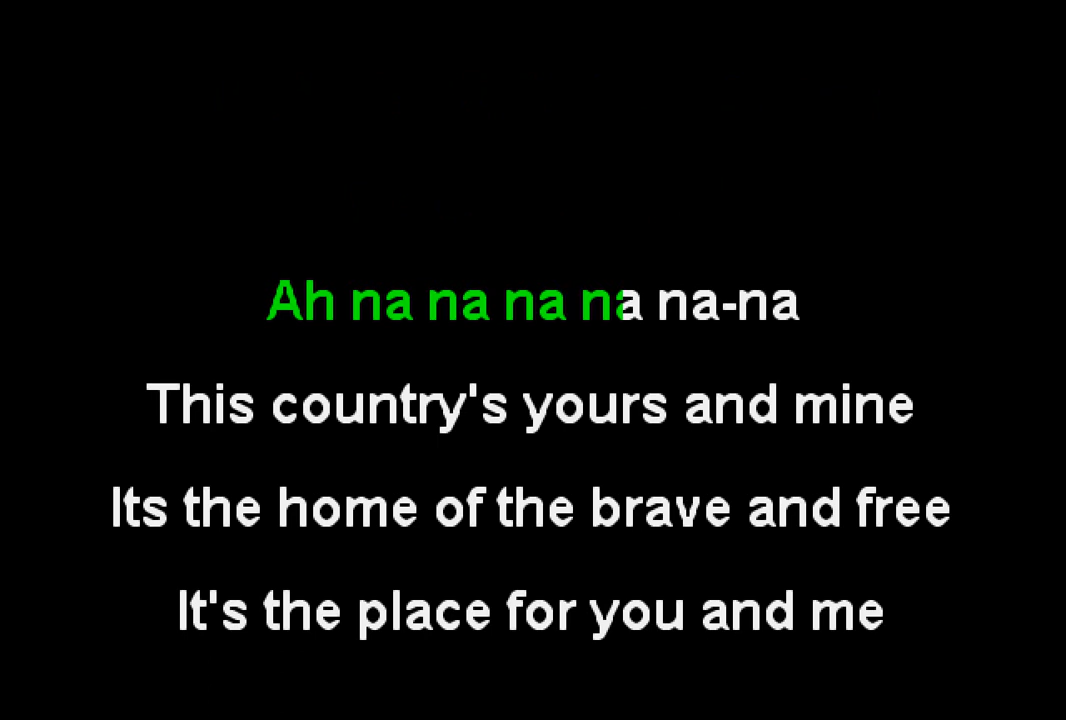 Ah na na na na na-na
This country's yours and mine
Its the home of the brave and free
It's the place for you and me